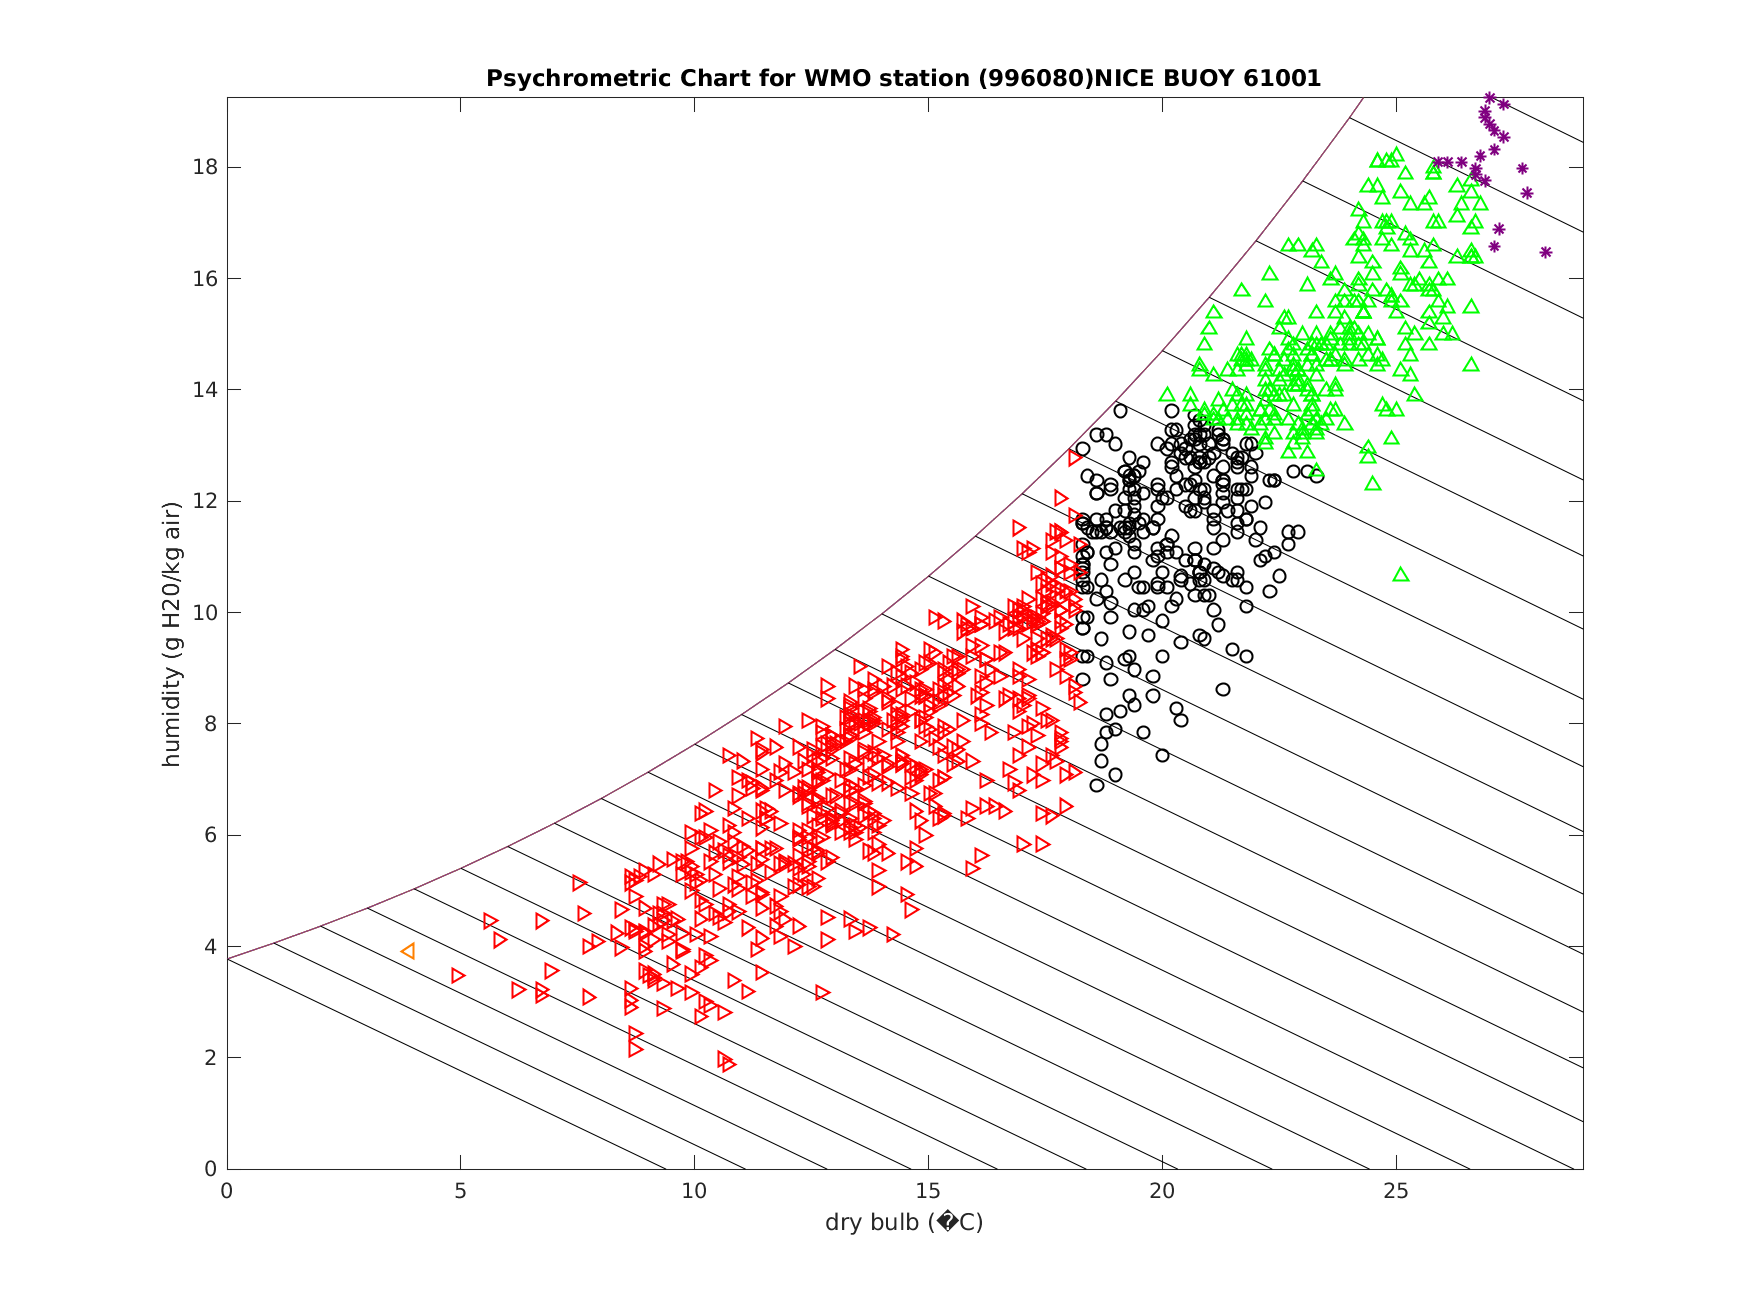 Psychrometric Chart for WMO station (996080)NICE BUOY 61001
humidity (g H20/kg air)
18
16
14
12
10
8
6
4
2
0
0 5 10 15 20 25
dry bulb (�C)